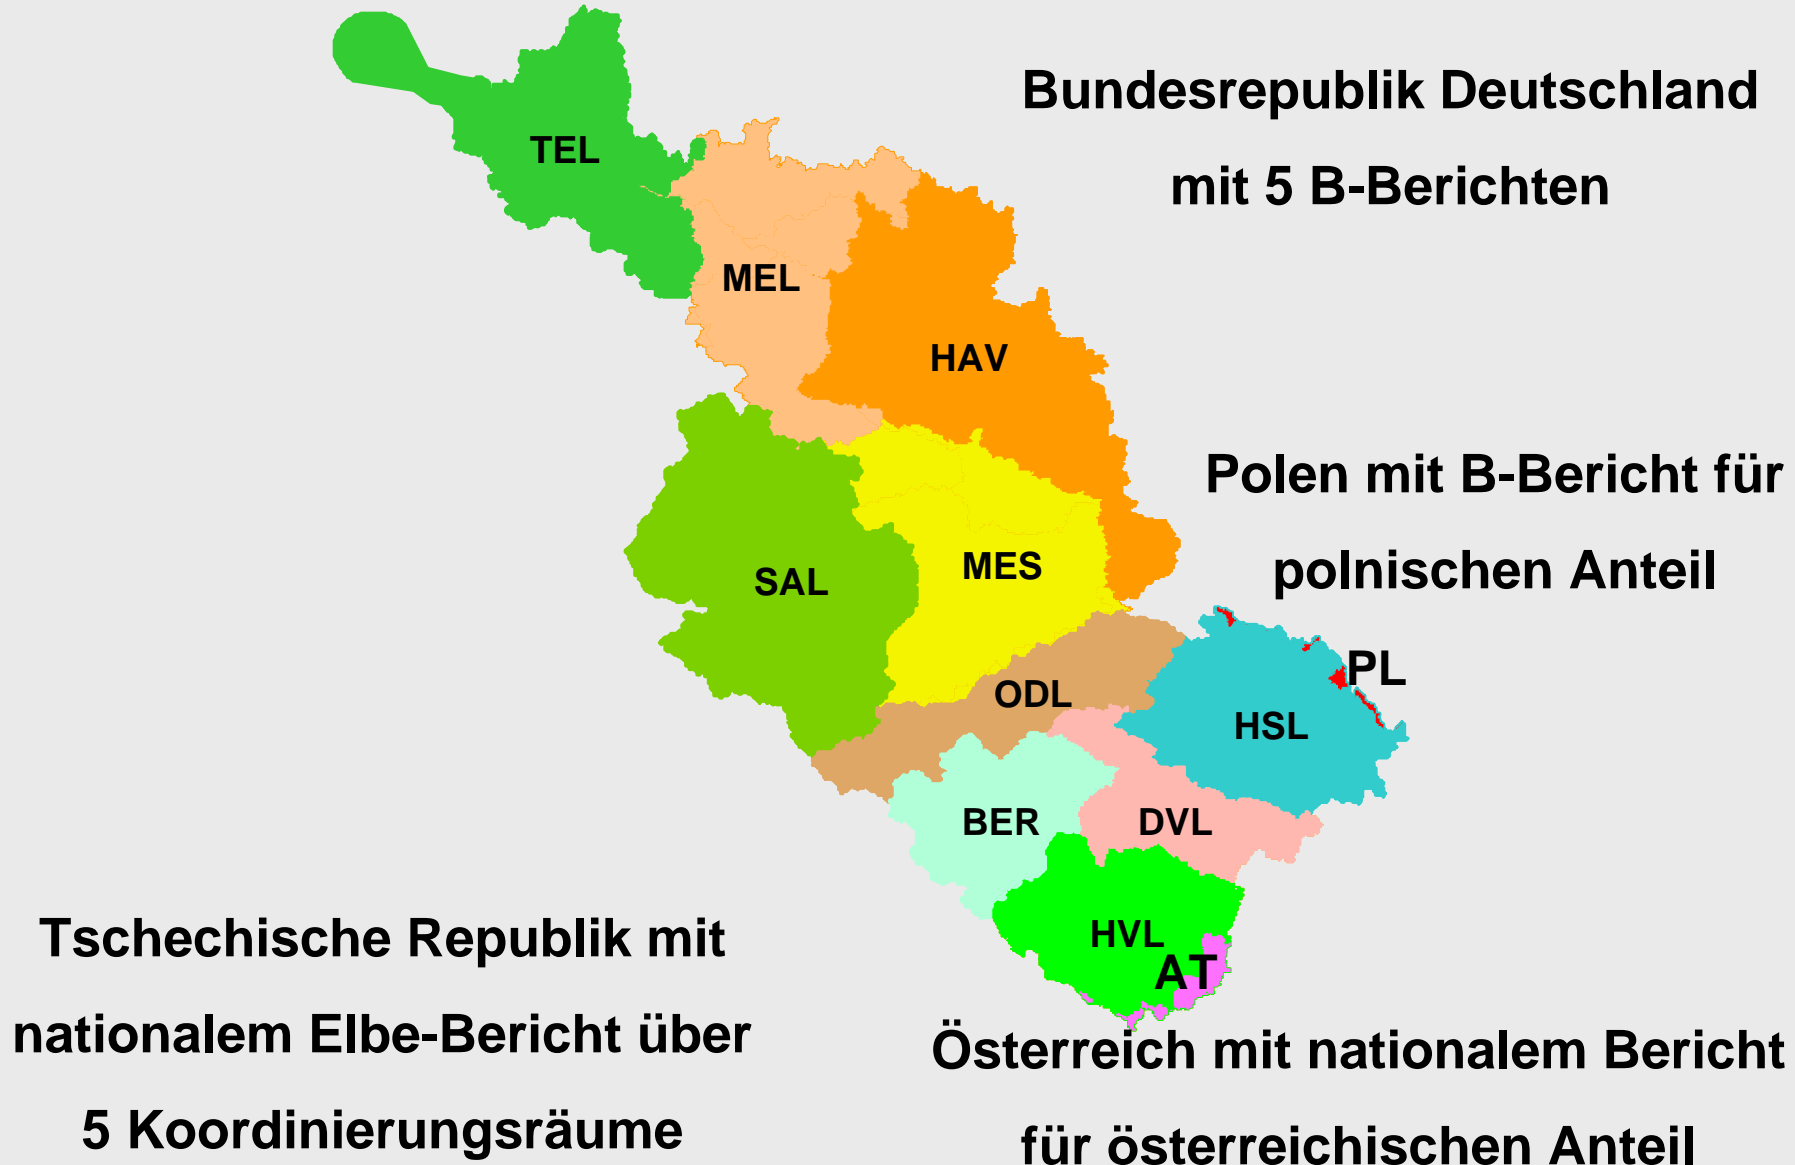 Bundesrepublik Deutschland
mit 5 B-Berichten
TEL
MEL
HAV
Polen mit B-Bericht für
polnischen Anteil
SAL
MES
PL
ODL
HSL
BER
DVL
HVL
AT
Tschechische Republik mit
nationalem Elbe-Bericht über
5 Koordinierungsräume
Österreich mit nationalem Bericht
für österreichischen Anteil